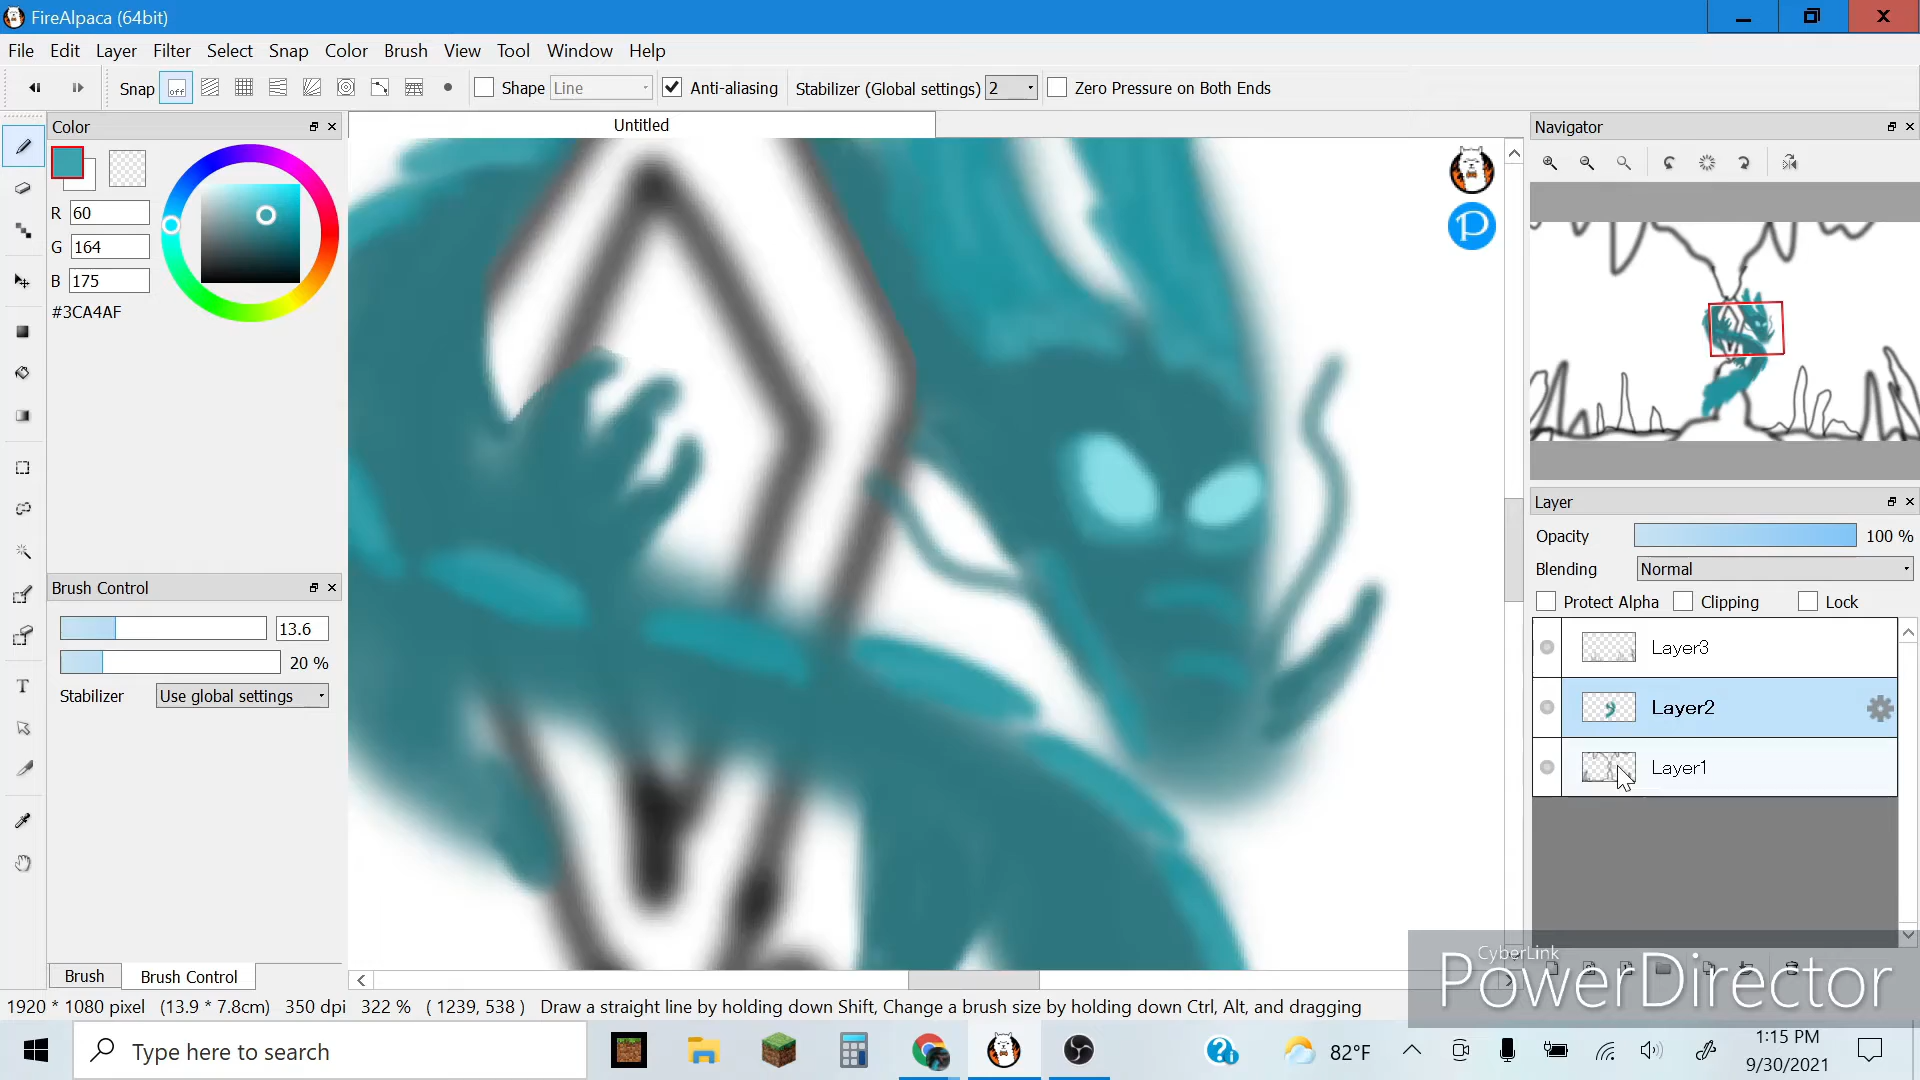 FireAlpaca (64bit)
File Edit Layer Filter Select Snap Color Brush View Tool Window Help
Snap off Shape Line Anti-aliasing Stabilizer (Global settings) 2 Zero Pressure on Both Ends
Color
Untitled
Navigator
R 60
G 164
B 175
#3CA4AF
P
Layer
Opacity 100 %
Blending Normal
Protect Alpha Clipping Lock
Brush Control
13.6
20 %
Stabilizer Use global settings
Layer3
Layer2
Layer1
T
Brush Brush Control
CyberLink
PowerDirector
1920 * 1080 pixel (13.9 * 7.8cm) 350 dpi 322 % ( 1239, 538 ) Draw a straight line by holding down Shift, Change a brush size by holding down Ctrl, Alt, and dragging
Type here to search
82°F
1:15 PM
9/30/2021